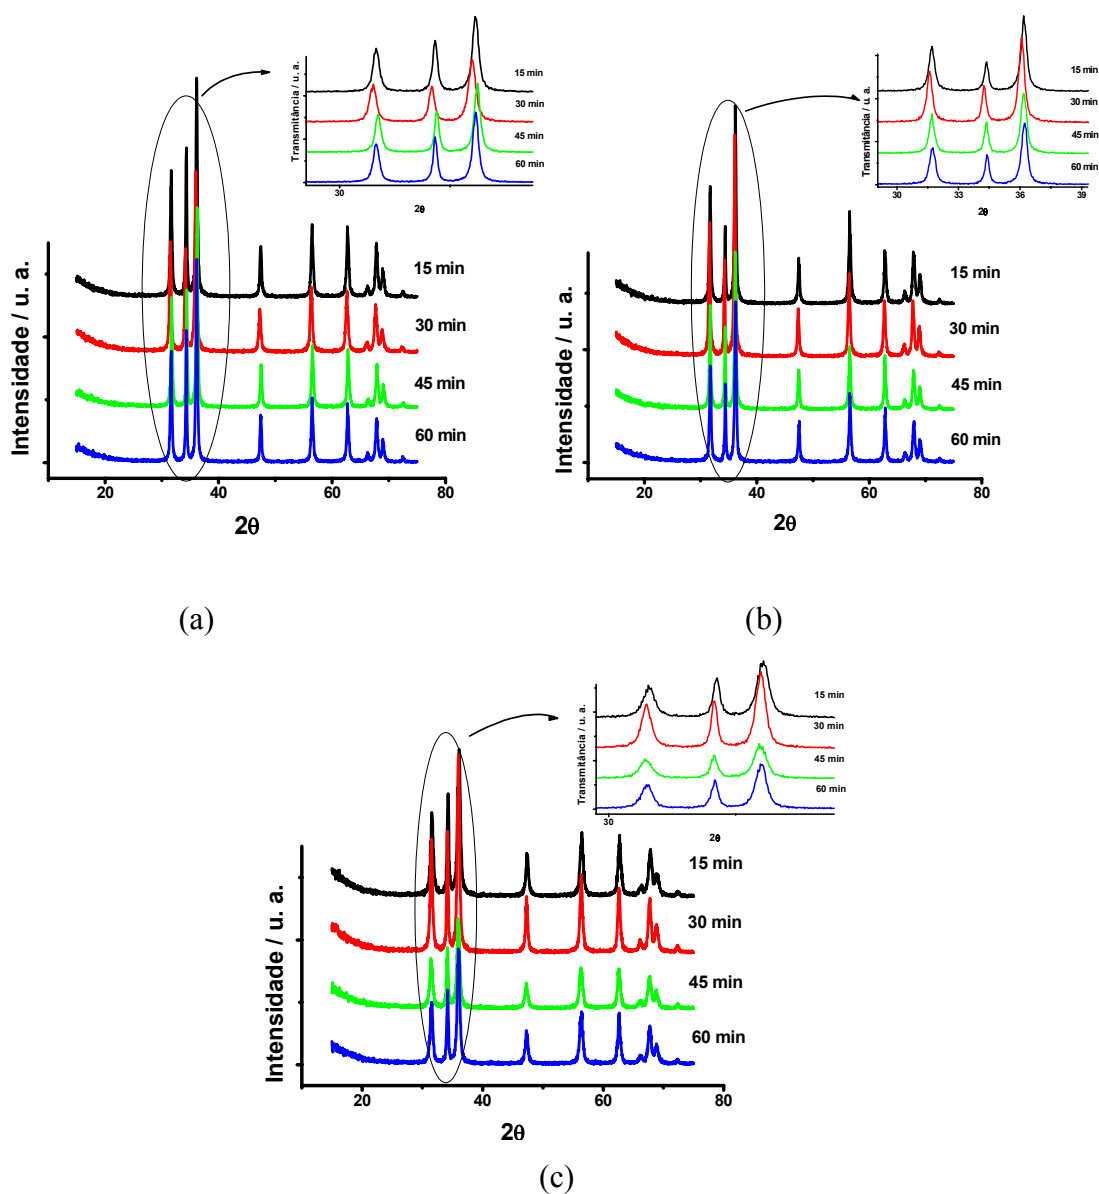 Transmitância / u. a.
15 min
30 min
45 min
60 min
30
2θ
Intensidade / u. a.
15 min
30 min
45 min
60 min
20
40
60
80
2θ
(a)
Transmitância / u. a.
15 min
30 min
45 min
60 min
30
33
36
39
2θ
Intensidade / u. a.
15 min
30 min
45 min
60 min
20
40
60
80
2θ
(b)
Transmitância / u. a.
15 min
30 min
45 min
60 min
30
2θ
Intensidade / u. a.
15 min
30 min
45 min
60 min
20
40
60
80
2θ
(c)